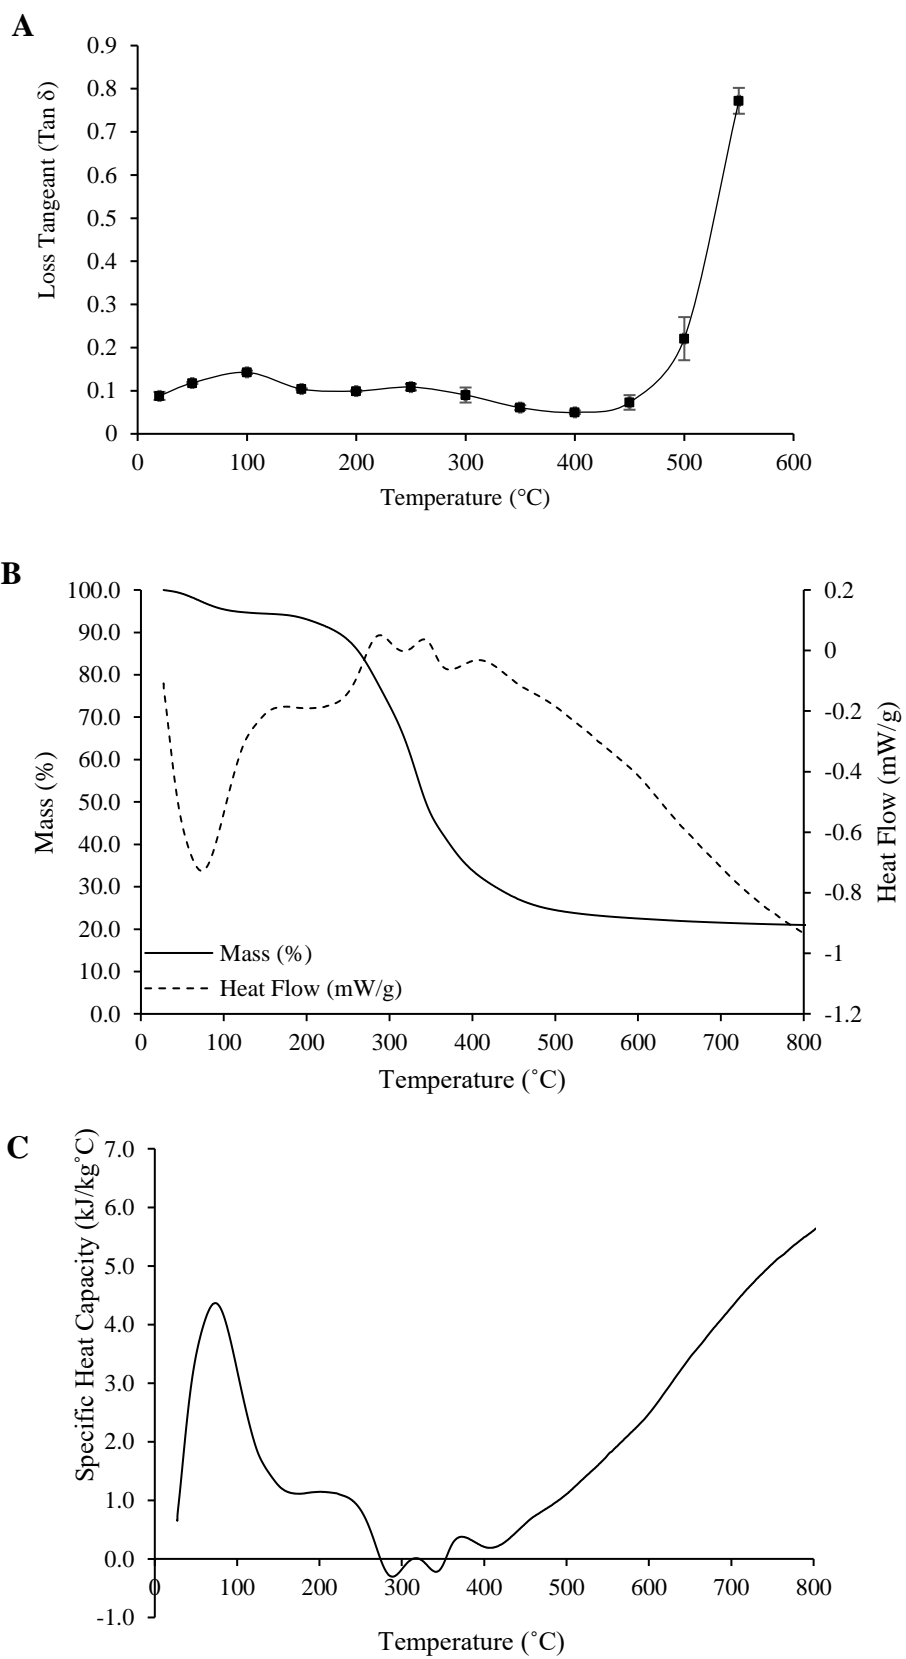 A
Loss Tangeant (Tan δ)
0.9
0.8
0.7
0.6
0.5
0.4
0.3
0.2
0.1
0
0 100 200 300 400 500 600
Temperature (°C)
B
Mass (%)
100.0
90.0
80.0
70.0
60.0
50.0
40.0
30.0
20.0
10.0
0.0
0.2
0
-0.2
-0.4
-0.6
-0.8
-1
-1.2
Heat Flow (mW/g)
Mass (%)
Heat Flow (mW/g)
0 100 200 300 400 500 600 700 800
Temperature (˚C)
C
Specific Heat Capacity (kJ/kg˚C)
7.0
6.0
5.0
4.0
3.0
2.0
1.0
0.0
-1.0
0 100 200 300 400 500 600 700 800
Temperature (˚C)